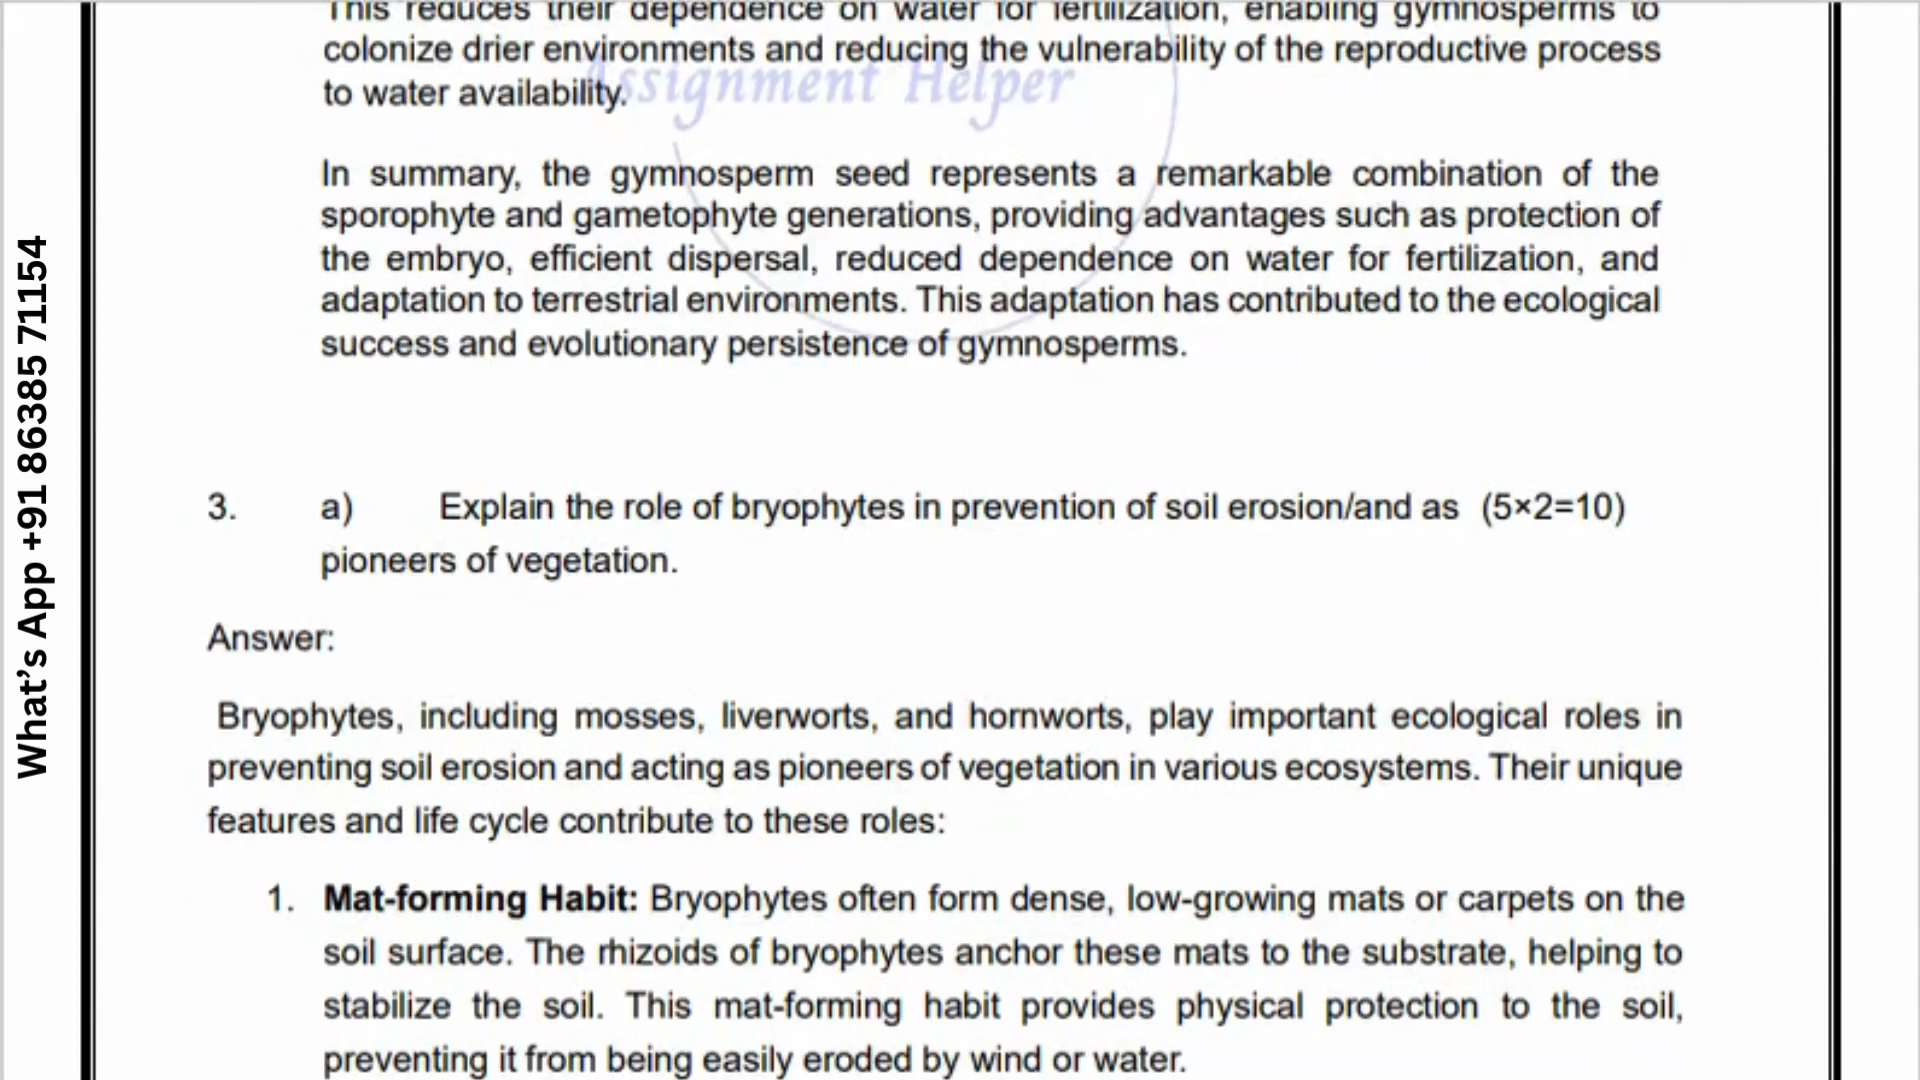 This reduces their dependence on water for fertilization, enabling gymnosperms to
colonize drier environments and reducing the vulnerability of the reproductive process
to water availability.
Assignment Helper
In summary, the gymnosperm seed represents a remarkable combination of the
sporophyte and gametophyte generations, providing advantages such as protection of
the embryo, efficient dispersal, reduced dependence on water for fertilization, and
adaptation to terrestrial environments. This adaptation has contributed to the ecological
success and evolutionary persistence of gymnosperms.
3. a) Explain the role of bryophytes in prevention of soil erosion/and as (5×2=10)
pioneers of vegetation.
Answer:
Bryophytes, including mosses, liverworts, and hornworts, play important ecological roles in
preventing soil erosion and acting as pioneers of vegetation in various ecosystems. Their unique
features and life cycle contribute to these roles:
1. Mat-forming Habit: Bryophytes often form dense, low-growing mats or carpets on the
soil surface. The rhizoids of bryophytes anchor these mats to the substrate, helping to
stabilize the soil. This mat-forming habit provides physical protection to the soil,
preventing it from being easily eroded by wind or water.
What's App +91 86385 71154